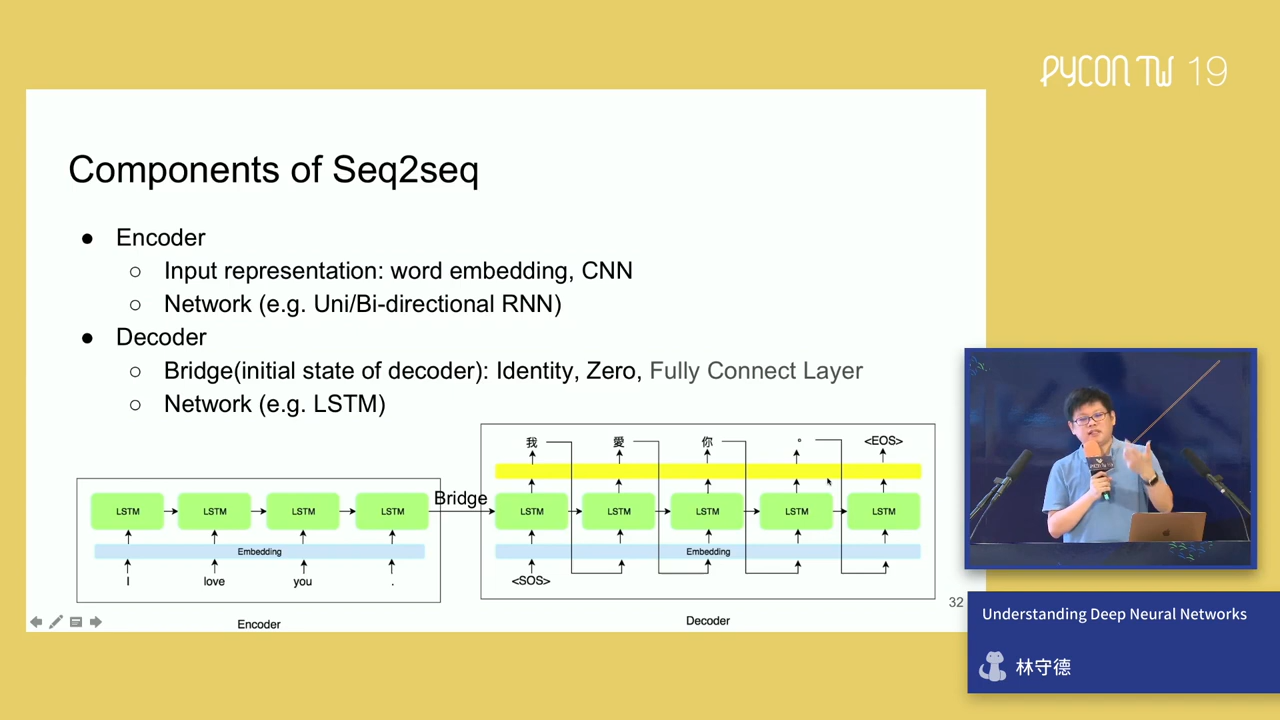 PYCON TW 19
Components of Seq2seq
● Encoder
○ Input representation: word embedding, CNN
○ Network (e.g. Uni/Bi-directional RNN)
● Decoder
○ Bridge(initial state of decoder): Identity, Zero, Fully Connect Layer
○ Network (e.g. LSTM)
我 愛 你 。 <EOS>
Bridge
LSTM LSTM LSTM LSTM LSTM LSTM LSTM LSTM LSTM
Embedding Embedding
I love you . <SOS>
32
Encoder Decoder
Understanding Deep Neural Networks
林守德